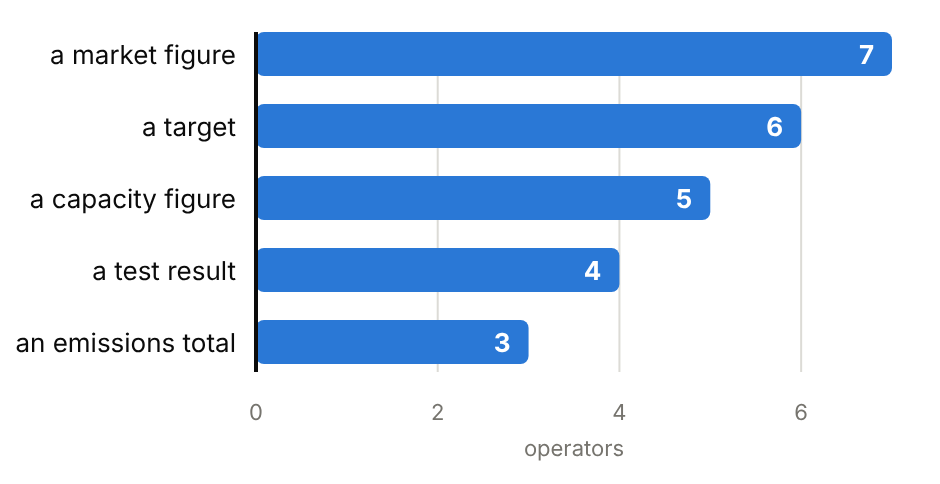 a market figure 7
a target 6
a capacity figure 5
a test result 4
an emissions total 3
0 2 4 6
operators